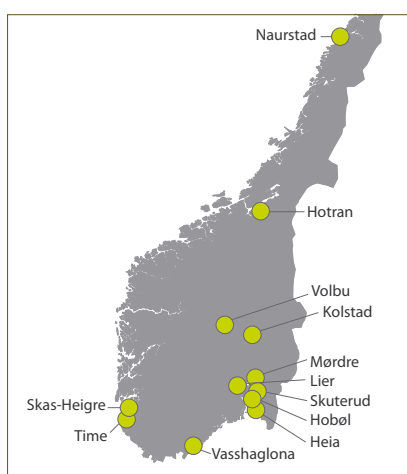 Naurstad
Hotran
Volbu
Kolstad
Mørdre
Lier
Skuterud
Skas-Heigre
Hobøl
Time
Heia
Vasshaglona